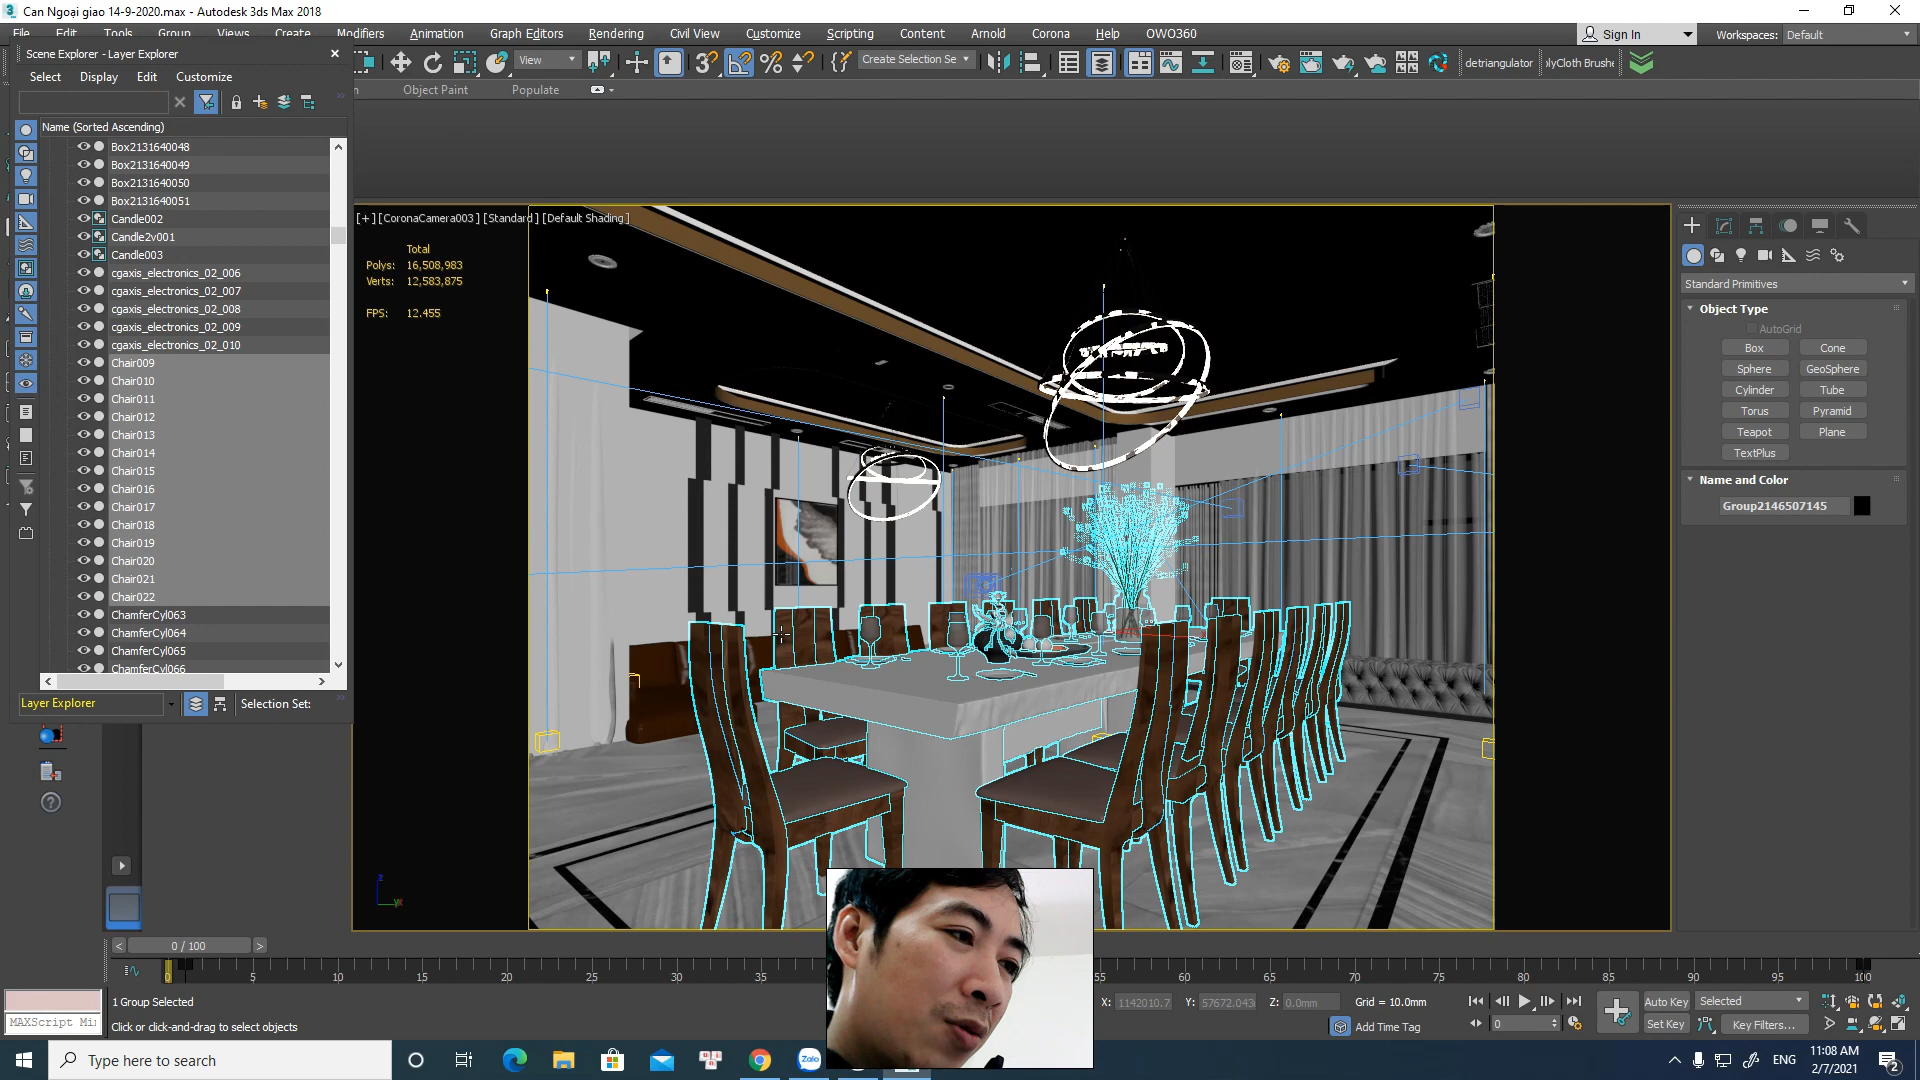 Can Ngoại giao 14-9-2020.max - Autodesk 3ds Max 2018
File Edit Tools Group Views Create Modifiers Animation Graph Editors Rendering Civil View Customize Scripting Content Arnold Corona Help OWO360
Sign In
Workspaces: Default
Scene Explorer - Layer Explorer
Select Display Edit Customize
View
Create Selection Se
detriangulator
lyCloth Brushe
Object Paint
Populate
Name (Sorted Ascending)
Box2131640048
Box2131640049
Box2131640050
Box2131640051
Candle002
Candle2v001
Candle003
cgaxis_electronics_02_006
cgaxis_electronics_02_007
cgaxis_electronics_02_008
cgaxis_electronics_02_009
cgaxis_electronics_02_010
Chair009
Chair010
Chair011
Chair012
Chair013
Chair014
Chair015
Chair016
Chair017
Chair018
Chair019
Chair020
Chair021
Chair022
ChamferCyl063
ChamferCyl064
ChamferCyl065
ChamferCyl066
Layer Explorer
Selection Set:
[+] [CoronaCamera003 ] [Standard ] [Default Shading ]
Total
Polys: 16,508,983
Verts: 12,583,875
FPS: 12.455
Standard Primitives
Object Type
AutoGrid
Box Cone
Sphere GeoSphere
Cylinder Tube
Torus Pyramid
Teapot Plane
TextPlus
Name and Color
Group2146507145
0 / 100
0 5 10 15 20 25 30 35 55 60 65 70 75 80 85 90 95 100
1 Group Selected
Click or click-and-drag to select objects
MAXScript Mi
X: 1142010.7 Y: 57672.043 Z: 0.0mm Grid = 10.0mm
Add Time Tag
0
Auto Key Selected
Set Key Key Filters...
Type here to search
Zalo
ENG
11:08 AM
2/7/2021
2